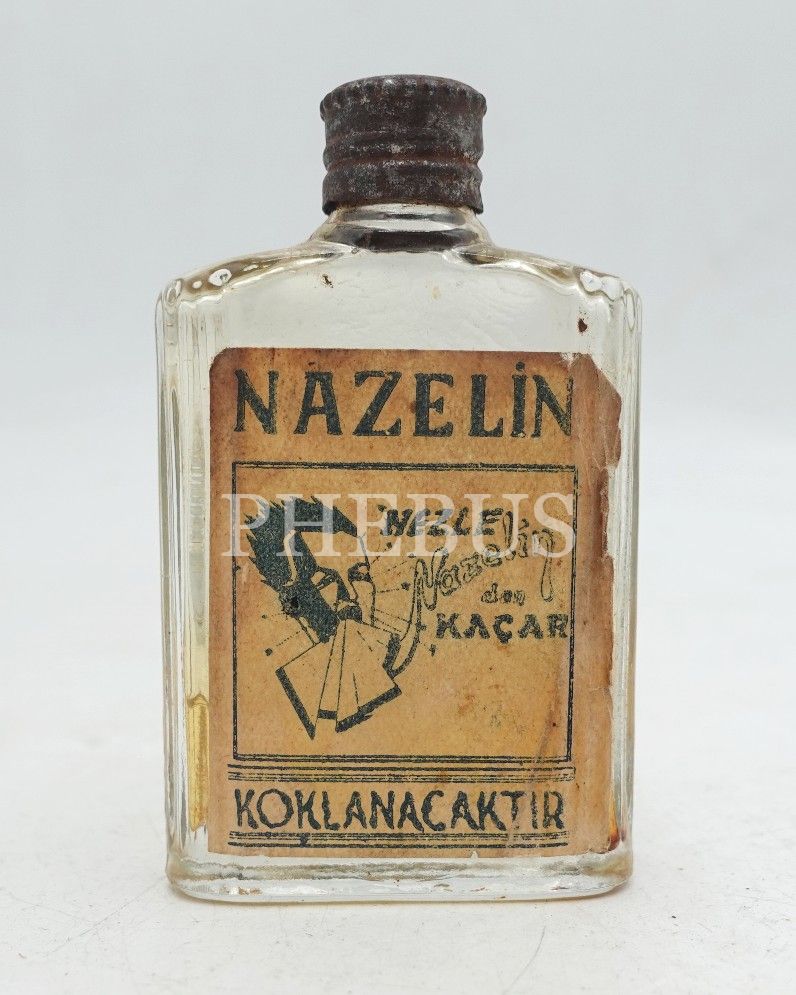 NAZELİN
PHEBUS
NEZLE
Nazelin
den
KAÇAR
KOKLANACAKTIR